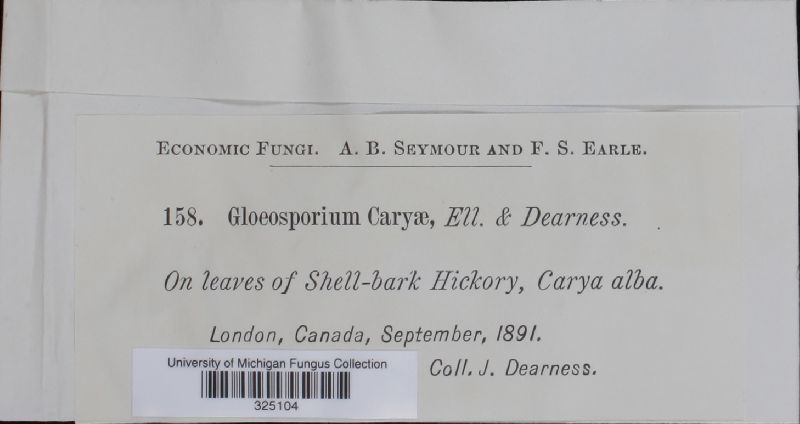 Economic Fungi. A. B. Seymour and F. S. Earle.
158. Gloeosporium Caryæ, Ell. & Dearness.
On leaves of Shell-bark Hickory, Carya alba.
London, Canada, September, 1891.
Coll. J. Dearness.
University of Michigan Fungus Collection
325104